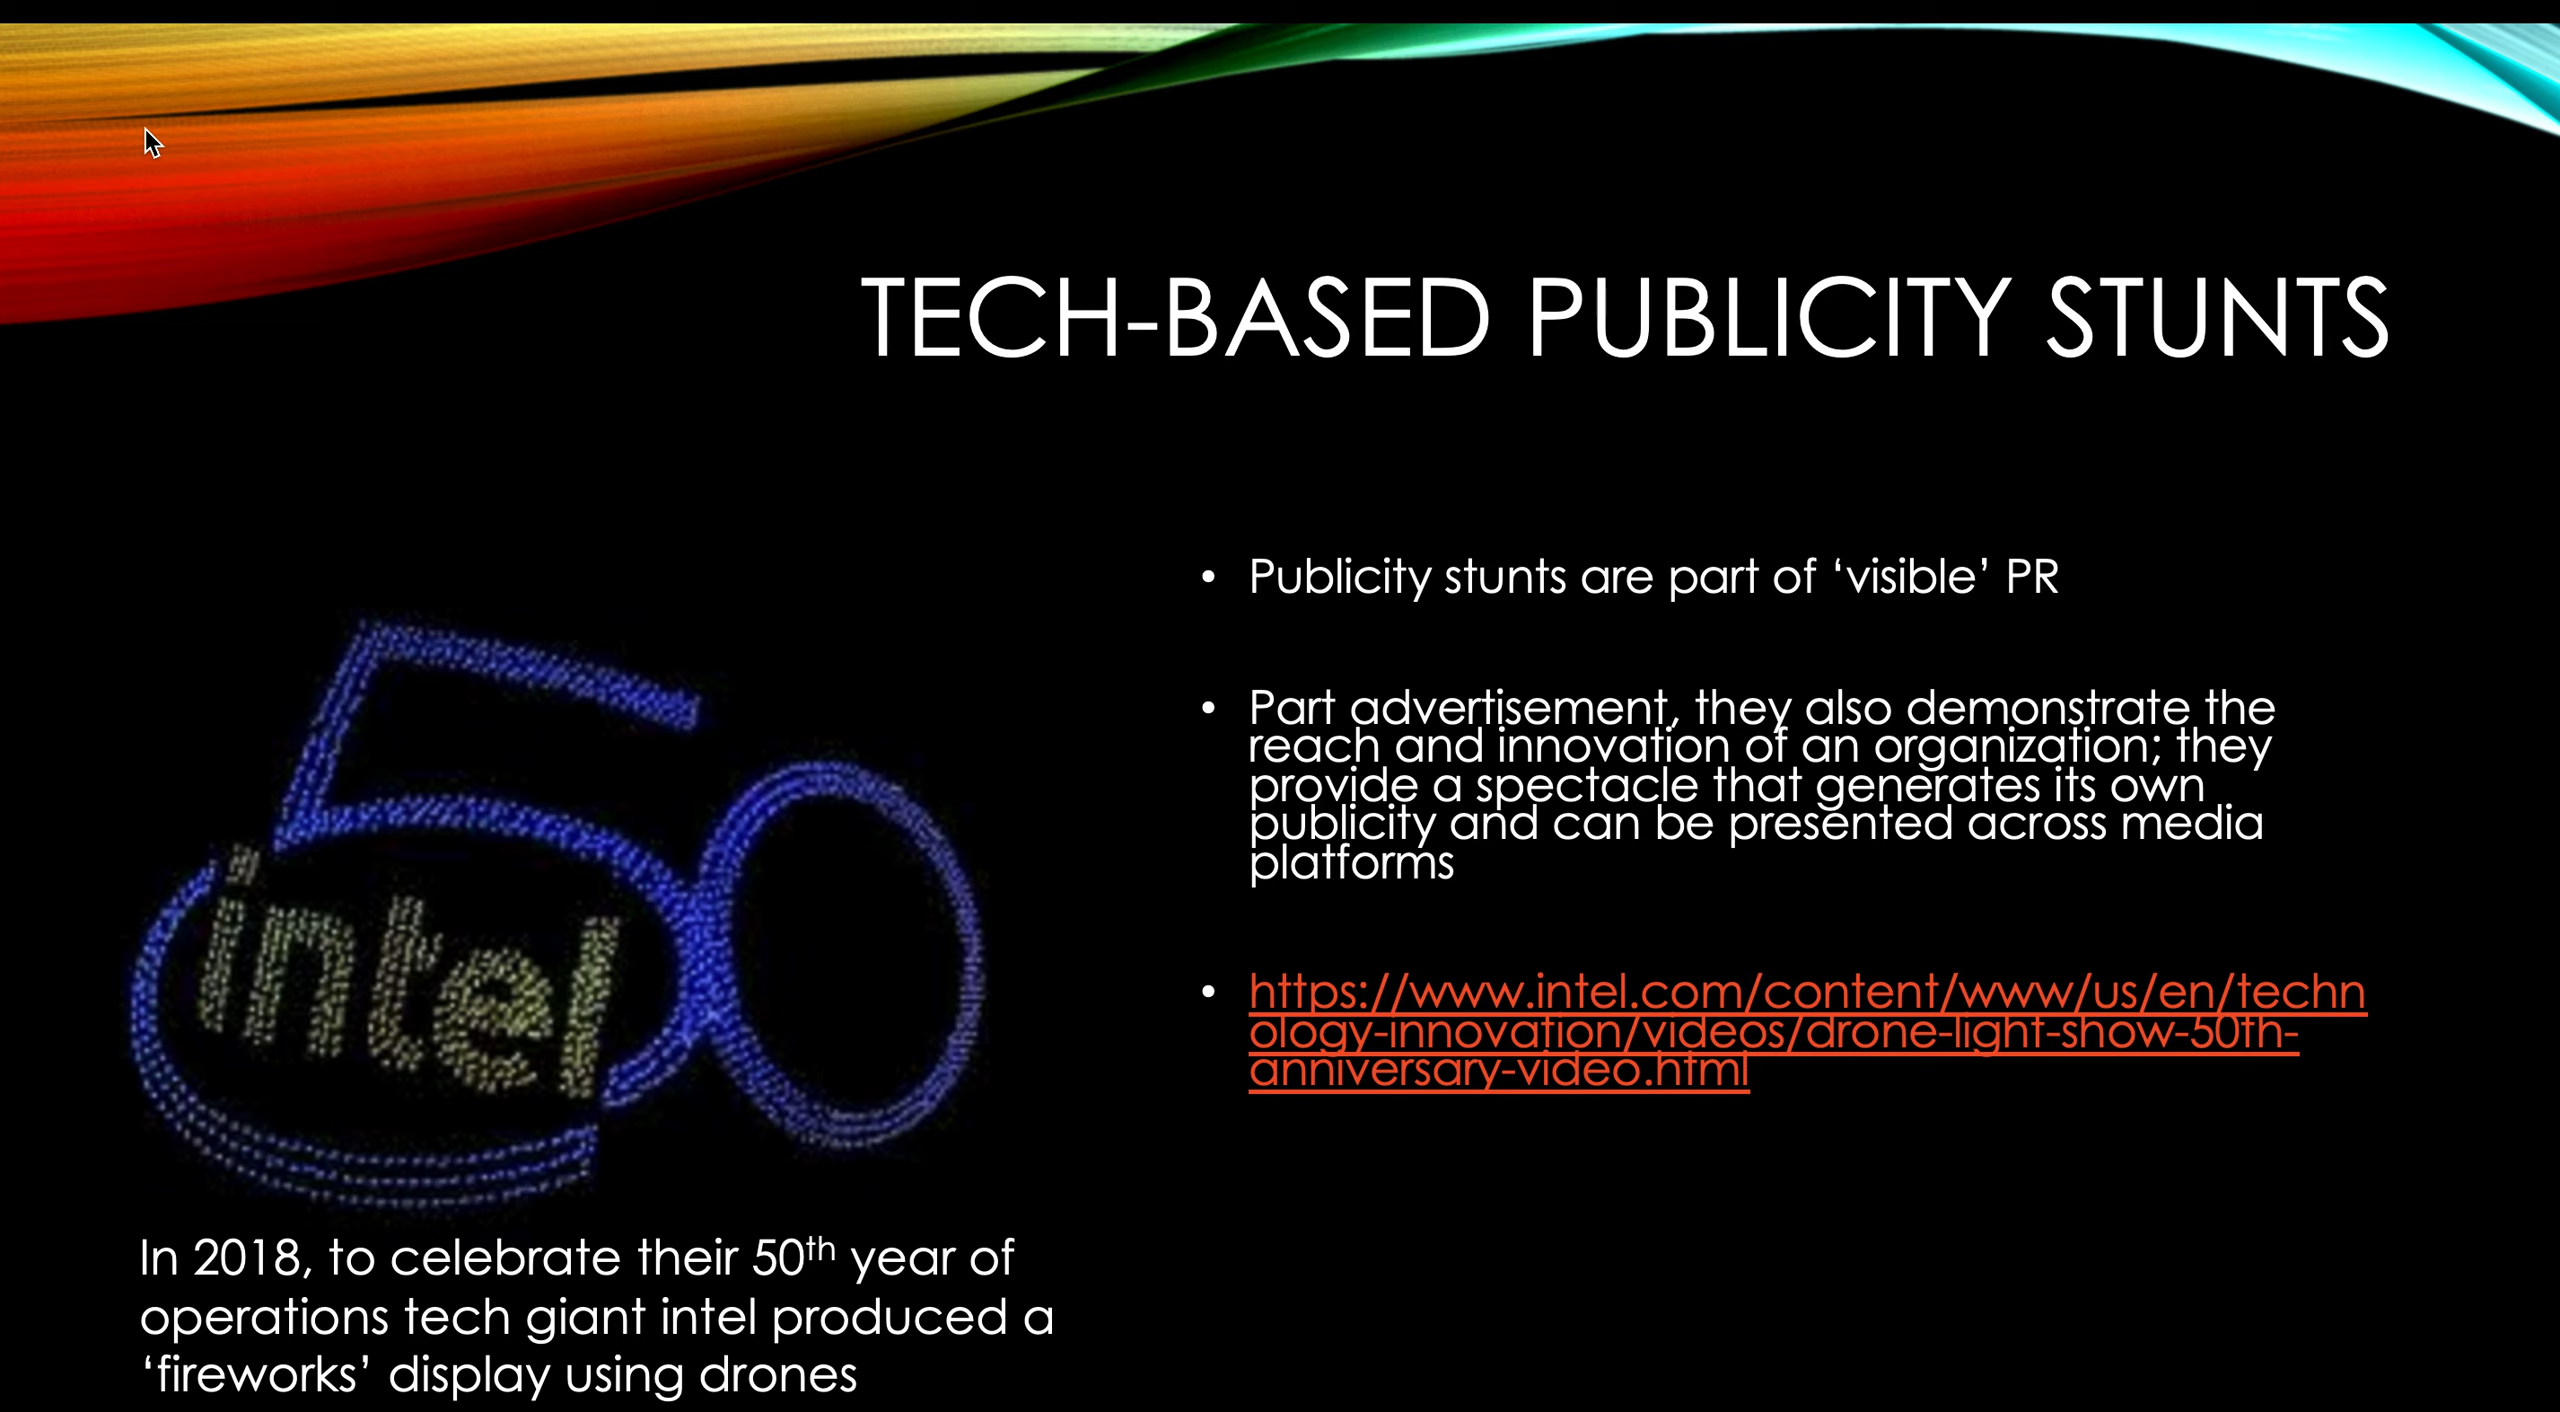 TECH-BASED PUBLICITY STUNTS
• Publicity stunts are part of ‘visible’ PR
• Part advertisement, they also demonstrate the
reach and innovation of an organization; they
provide a spectacle that generates its own
publicity and can be presented across media
platforms
• https://www.intel.com/content/www/us/en/techn
ology-innovation/videos/drone-light-show-50th-
anniversary-video.html
50
intel
In 2018, to celebrate their 50th year of
operations tech giant intel produced a
‘fireworks’ display using drones